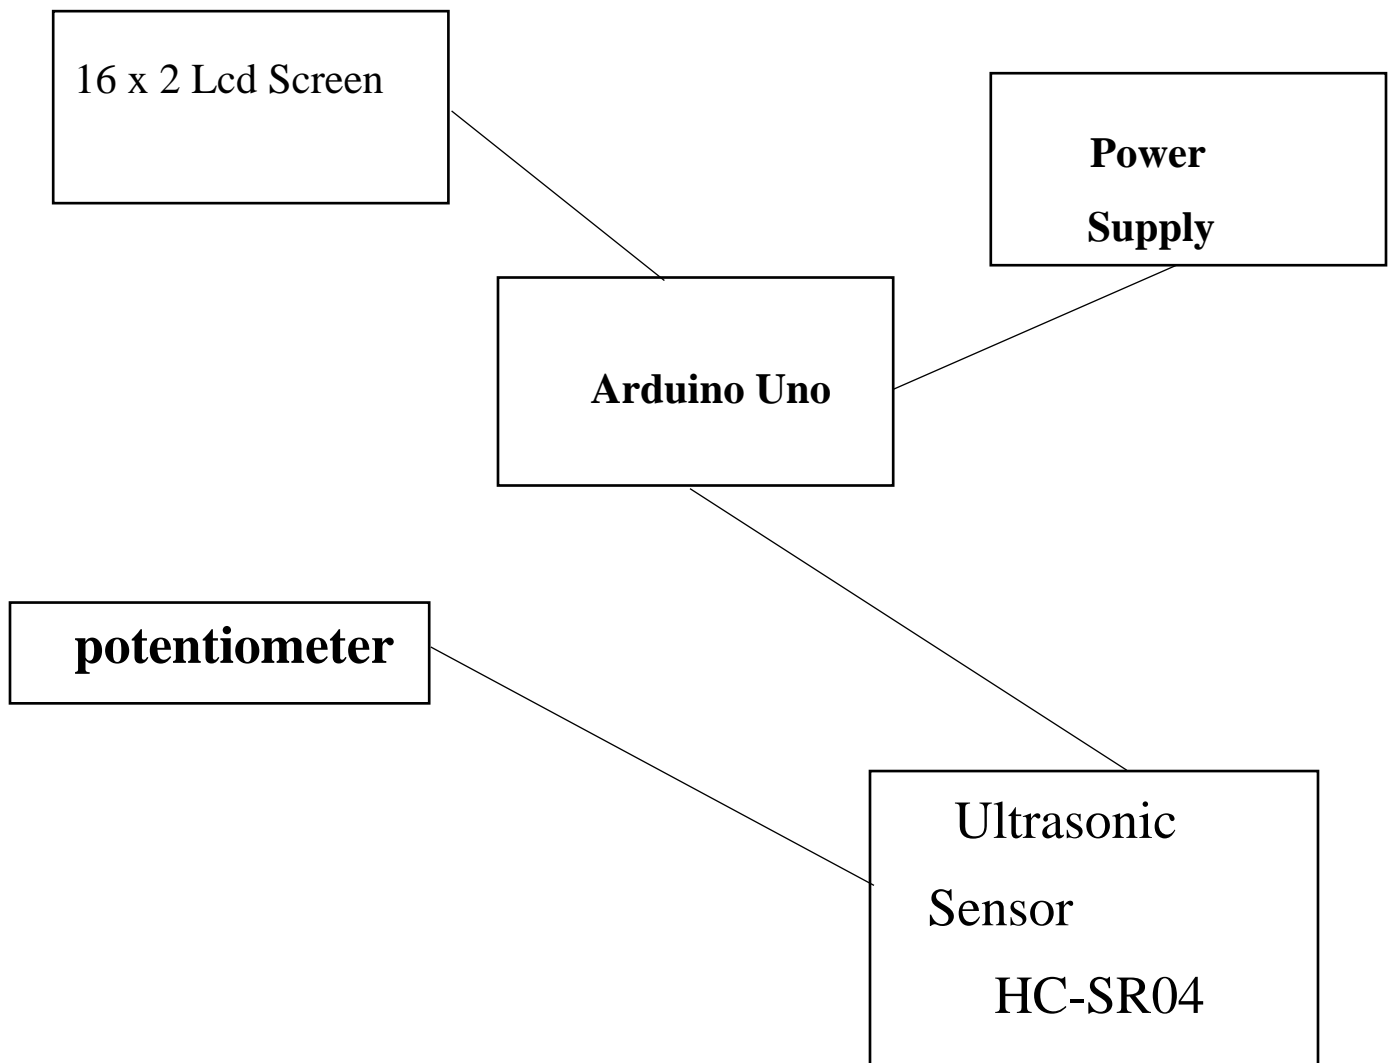 16 x 2 Lcd Screen
Power
Supply
Arduino Uno
potentiometer
Ultrasonic
Sensor
HC-SR04